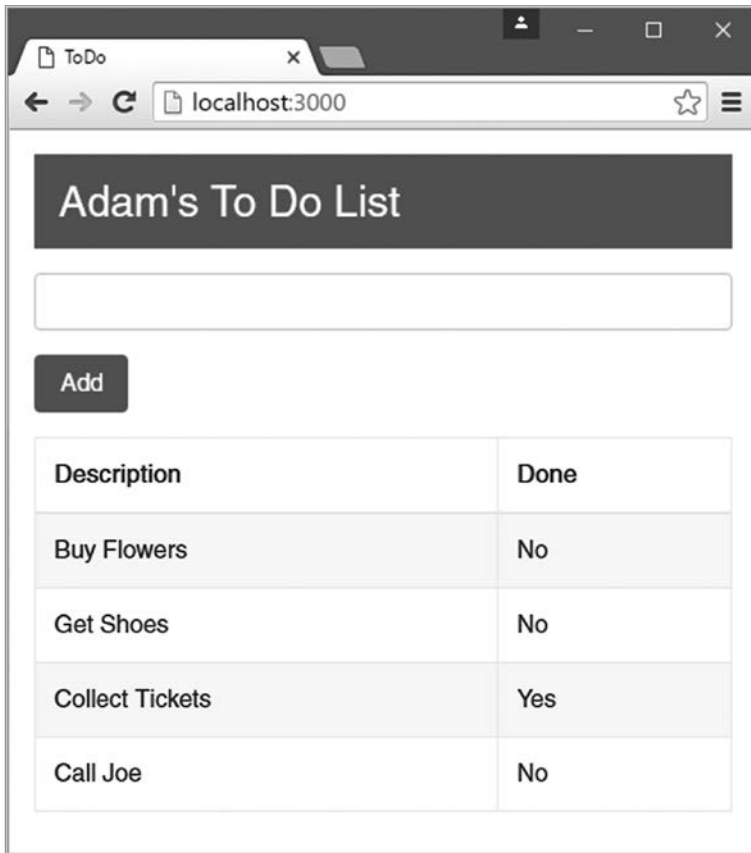 ToDo
localhost:3000
Adam's To Do List
Add
Description Done
Buy Flowers No
Get Shoes No
Collect Tickets Yes
Call Joe No